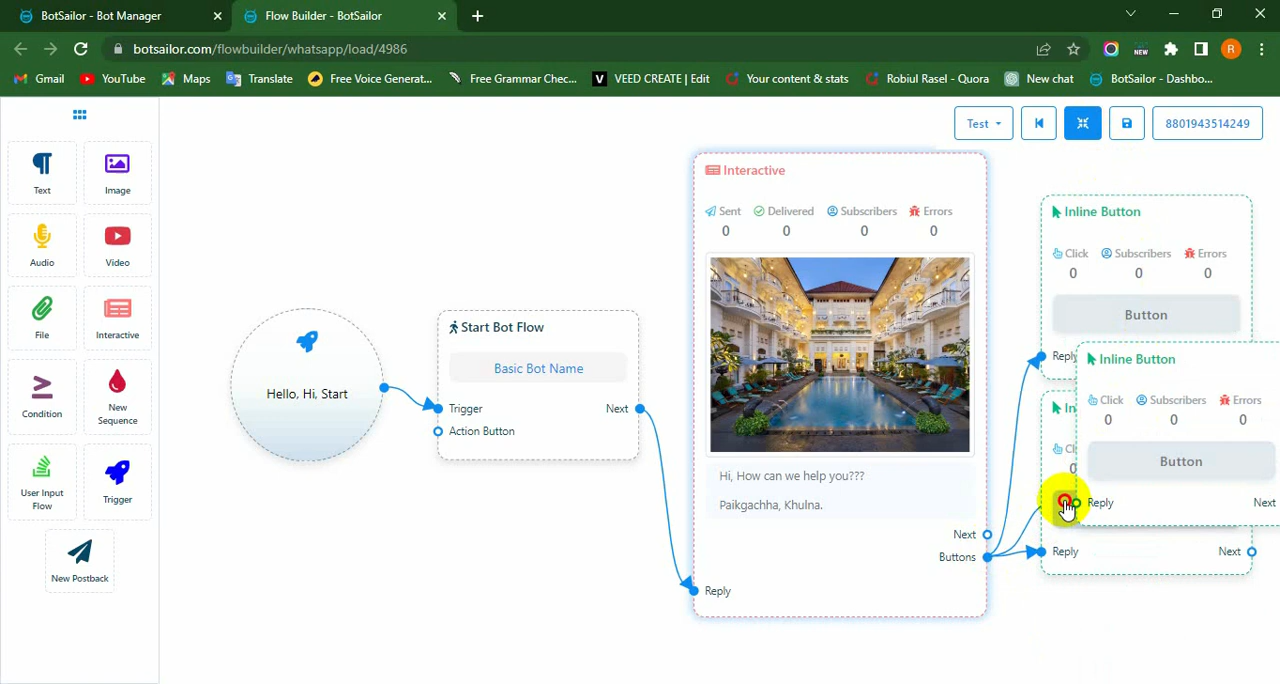 BotSailor - Bot Manager
Flow Builder - BotSailor
botsailor.com/flowbuilder/whatsapp/load/4986
NEW
R
Gmail
YouTube
Maps
Translate
Free Voice Generat...
Free Grammar Chec...
VEED CREATE | Edit
Your content & stats
Robiul Rasel - Quora
New chat
BotSailor - Dashbo...
Test
8801943514249
Text
Image
Audio
Video
File
Interactive
Condition
New Sequence
User Input Flow
Trigger
New Postback
Hello, Hi, Start
Start Bot Flow
Basic Bot Name
Trigger
Next
Action Button
Interactive
Sent
Delivered
Subscribers
Errors
0
0
0
0
Hi, How can we help you???
Paikgachha, Khulna.
Next
Buttons
Reply
Inline Button
Click
Subscribers
Errors
0
0
0
Button
Reply
Inline Button
Click
Subscribers
Errors
0
0
0
Button
Reply
Next
In
Cl
0
Reply
Next